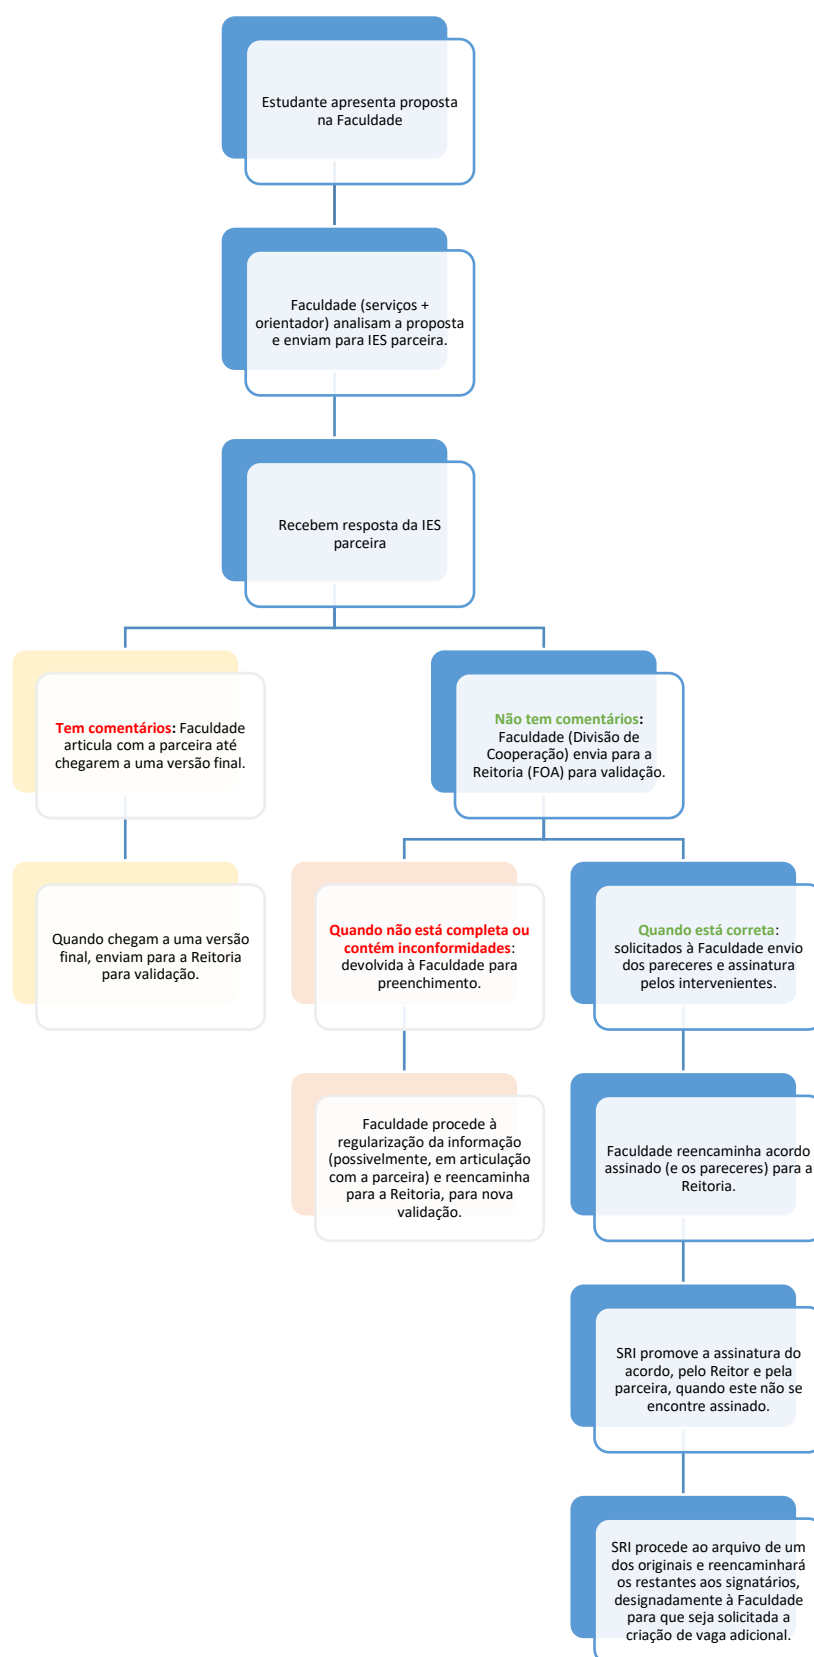 Estudante apresenta proposta
na Faculdade
Faculdade (serviços +
orientador) analisam a proposta
e enviam para IES parceira.
Recebem resposta da IES
parceira
Tem comentários: Faculdade
articula com a parceira até
chegarem a uma versão final.
Não tem comentários:
Faculdade (Divisão de
Cooperação) envia para a
Reitoria (FOA) para validação.
Quando chegam a uma versão
final, enviam para a Reitoria
para validação.
Quando não está completa ou
contém inconformidades:
devolvida à Faculdade para
preenchimento.
Quando está correta:
solicitados à Faculdade envio
dos pareceres e assinatura
pelos intervenientes.
Faculdade procede à
regularização da informação
(possivelmente, em articulação
com a parceira) e reencaminha
para a Reitoria, para nova
validação.
Faculdade reencaminha acordo
assinado (e os pareceres) para a
Reitoria.
SRI promove a assinatura do
acordo, pelo Reitor e pela
parceira, quando este não se
encontre assinado.
SRI procede ao arquivo de um
dos originais e reencaminhará
os restantes aos signatários,
designadamente à Faculdade
para que seja solicitada a
criação de vaga adicional.